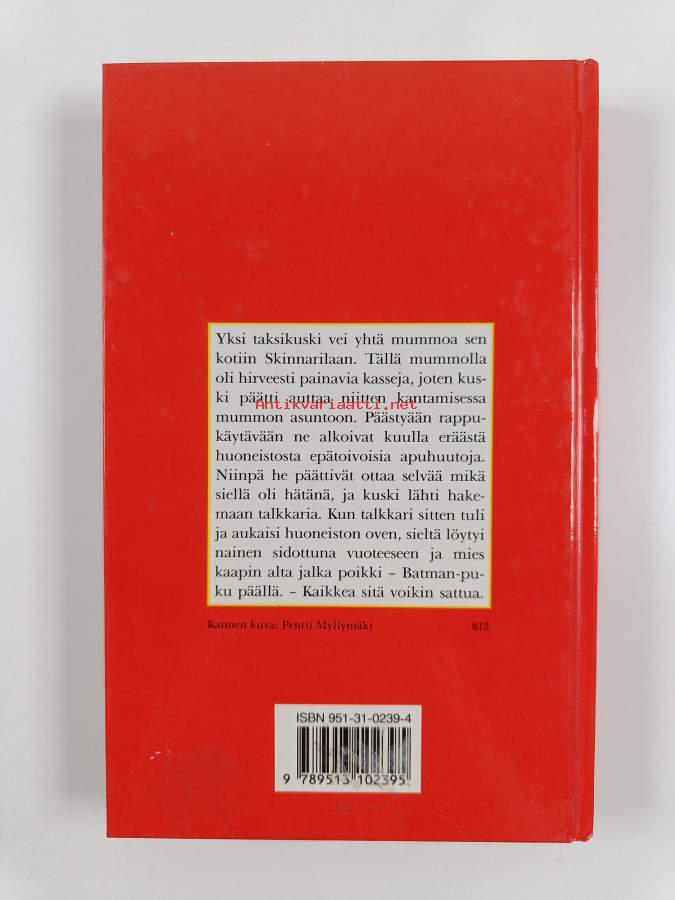 Yksi taksikuski vei yhtä mummoa sen
kotiin Skinnarilaan. Tällä mummolla
oli hirveesti painavia kasseja, joten kus-
ki päätti auttaa niitten kantamisessa
Antikvariaatti.net
mummon asuntoon. Päästyään rappu-
käytävään ne alkoivat kuulla eräästä
huoneistosta epätoivoisia apuhuutoja.
Niinpä he päättivät ottaa selvää mikä
siellä oli hätänä, ja kuski lähti hake-
maan talkkaria. Kun talkkari sitten tuli
ja aukaisi huoneiston oven, sieltä löytyi
nainen sidottuna vuoteeseen ja mies
kaapin alta jalka poikki – Batman-pu-
ku päällä. – Kaikkea sitä voikin sattua.
Kannen kuva: Pentti Myllymäki 812
ISBN 951-31-0239-4
9 789513 102395